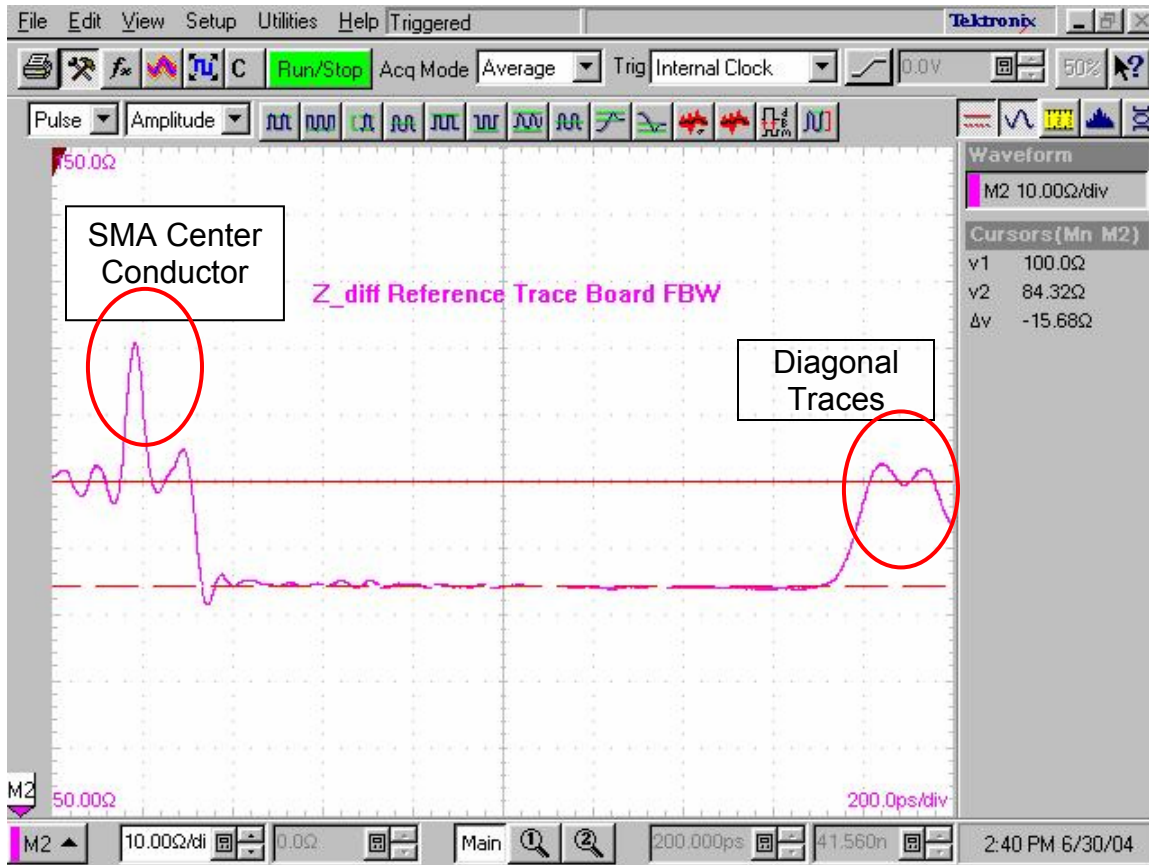 File Edit View Setup Utilities Help Triggered Tektronix
C Run/Stop Acq Mode Average Trig Internal Clock 0.0V 50%
Pulse Amplitude
150.0Ω
Waveform
M2 10.00Ω/div
Cursors(Mn M2)
v1 100.0Ω
v2 84.32Ω
Δv -15.68Ω
SMA Center
Conductor
Z_diff Reference Trace Board FBW
Diagonal
Traces
M2
50.00Ω 200.0ps/div
M2 10.00Ω/di 0.0Ω Main 1 2 200.000ps 41.560n 2:40 PM 6/30/04